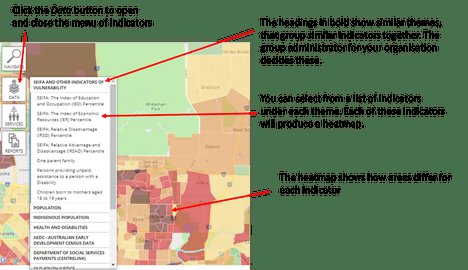 Click the Data button to open
and close the menu of indicators
The headings in bold show similar themes,
that group similar indicators together. The
group administrator for your organisation
decides these.
NAVIGAT
DATA
SERVICES
REPORTS
SEIFA AND OTHER INDICATORS OF
VULNERABILITY
SEIFA: The Index of Education
and Occupation (IEO) Percentile
SEIFA: The Index of Economic
Resources (IER) Percentile
SEIFA: Relative Disadvantage
(IRSD) Percentile
SEIFA: Relative Advantage and
Disadvantage (IRSAD) Percentile
One parent family
Persons providing unpaid
assistance to a person with a
Disability
Children born to mothers aged
15 to 19 years
POPULATION
INDIGENOUS POPULATION
HEALTH AND DISABILITIES
AEDC - AUSTRALIAN EARLY
DEVELOPMENT CENSUS DATA
DEPARTMENT OF SOCIAL SERVICES
PAYMENTS (CENTRELINK)
QLD YOUTH JUSTICE
You can select from a list of indicators
under each theme. Each of these indicators
will produce a heatmap.
The heatmap shows how areas differ for
each indicator